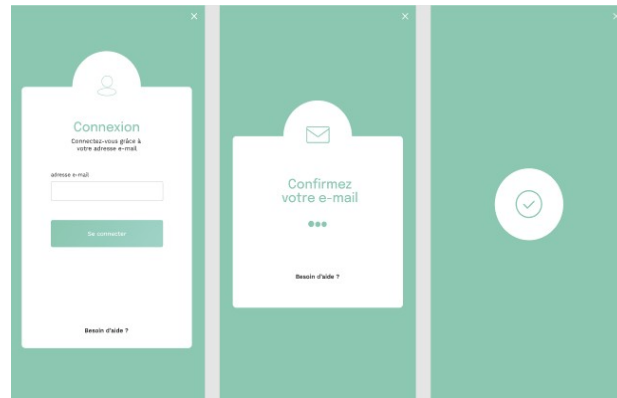 Connexion
Connectez-vous grâce à
votre adresse e-mail
adresse e-mail
Se connecter
Besoin d'aide ?
Confirmez
votre e-mail
Besoin d'aide ?